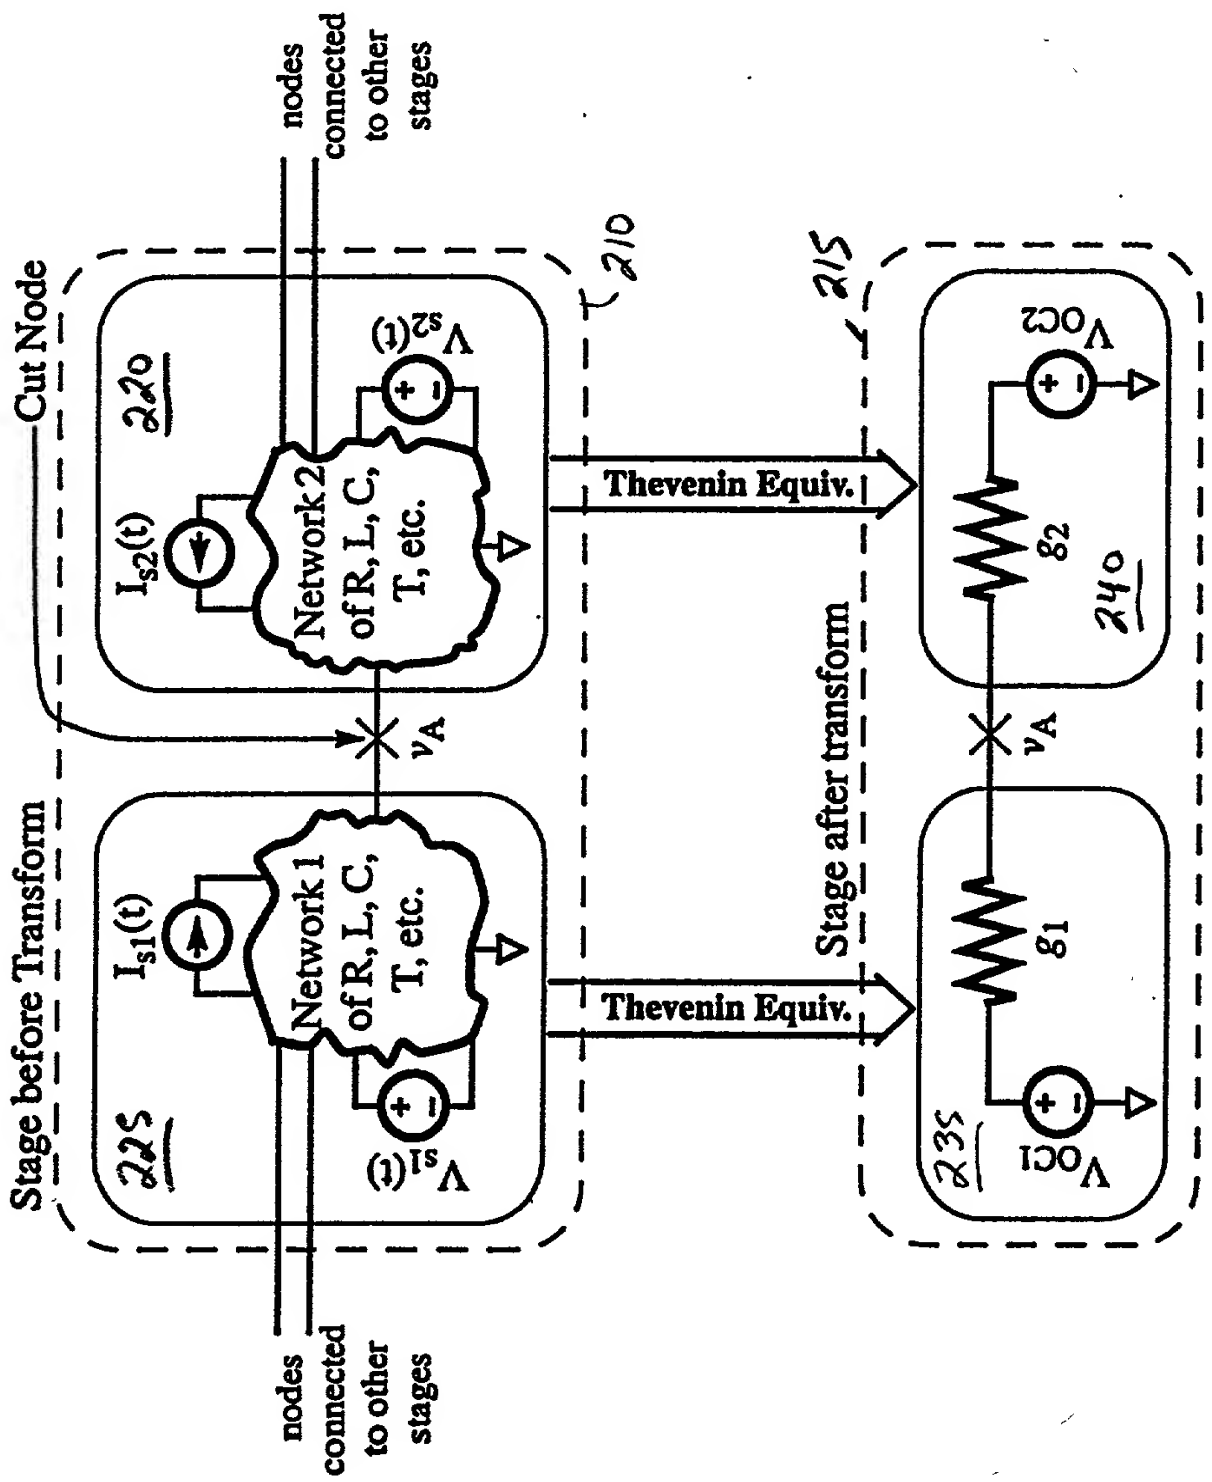 Stage before Transform
Cut Node
225
220
I_s1(t)
I_s2(t)
nodes
connected
to other
stages
Network 1
of R, L, C,
T, etc.
V_s1(t)
+
−
ν_A
Network 2
of R, L, C,
T, etc.
V_s2(t)
+
−
nodes
connected
to other
stages
210
Thevenin Equiv.
Thevenin Equiv.
Stage after transform
215
235
V_OC1
+
−
g_1
ν_A
g_2
240
V_OC2
+
−